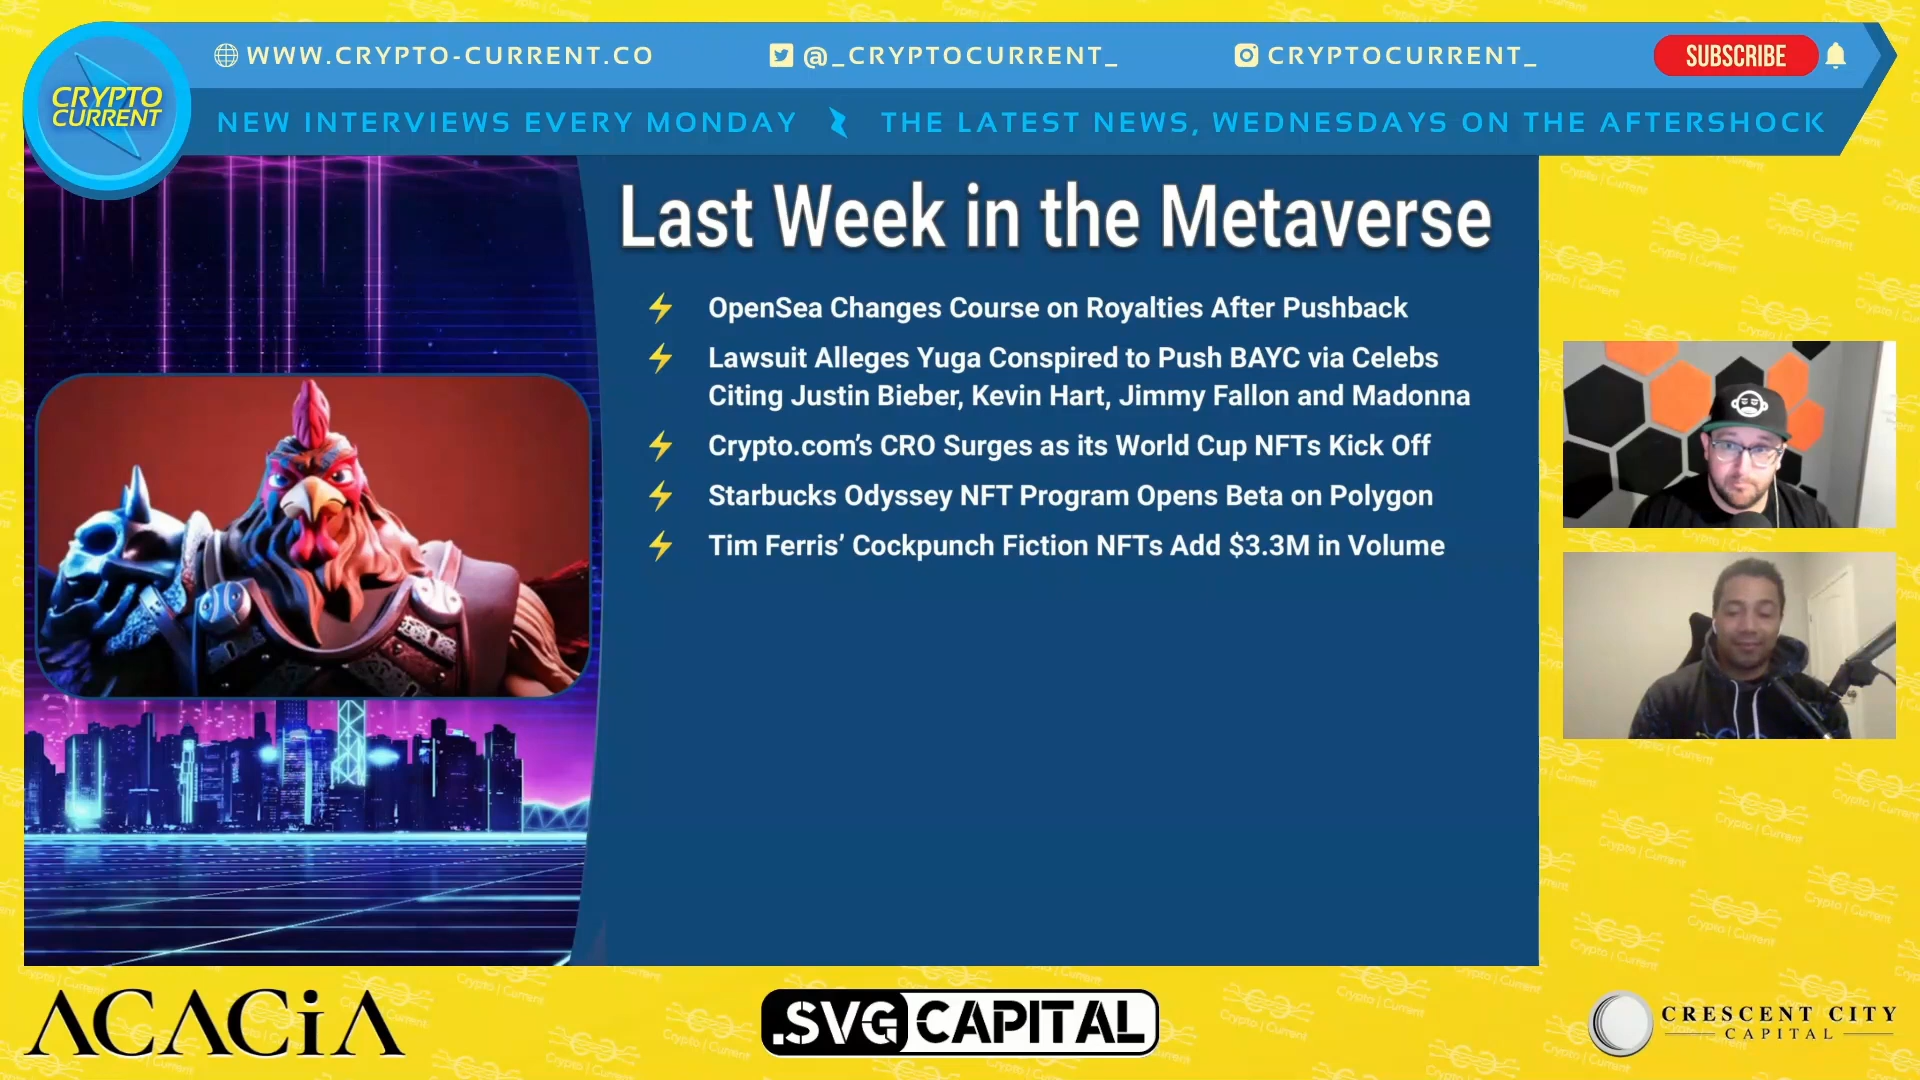 WWW.CRYPTO-CURRENT.CO
@_CRYPTOCURRENT_
CRYPTOCURRENT_
SUBSCRIBE
CRYPTO
CURRENT
NEW INTERVIEWS EVERY MONDAY
THE LATEST NEWS, WEDNESDAYS ON THE AFTERSHOCK
Last Week in the Metaverse
OpenSea Changes Course on Royalties After Pushback
Lawsuit Alleges Yuga Conspired to Push BAYC via Celebs
Citing Justin Bieber, Kevin Hart, Jimmy Fallon and Madonna
Crypto.com’s CRO Surges as its World Cup NFTs Kick Off
Starbucks Odyssey NFT Program Opens Beta on Polygon
Tim Ferris’ Cockpunch Fiction NFTs Add $3.3M in Volume
ACACiA
.SVG CAPITAL
CRESCENT CITY
CAPITAL
Crypto | Current